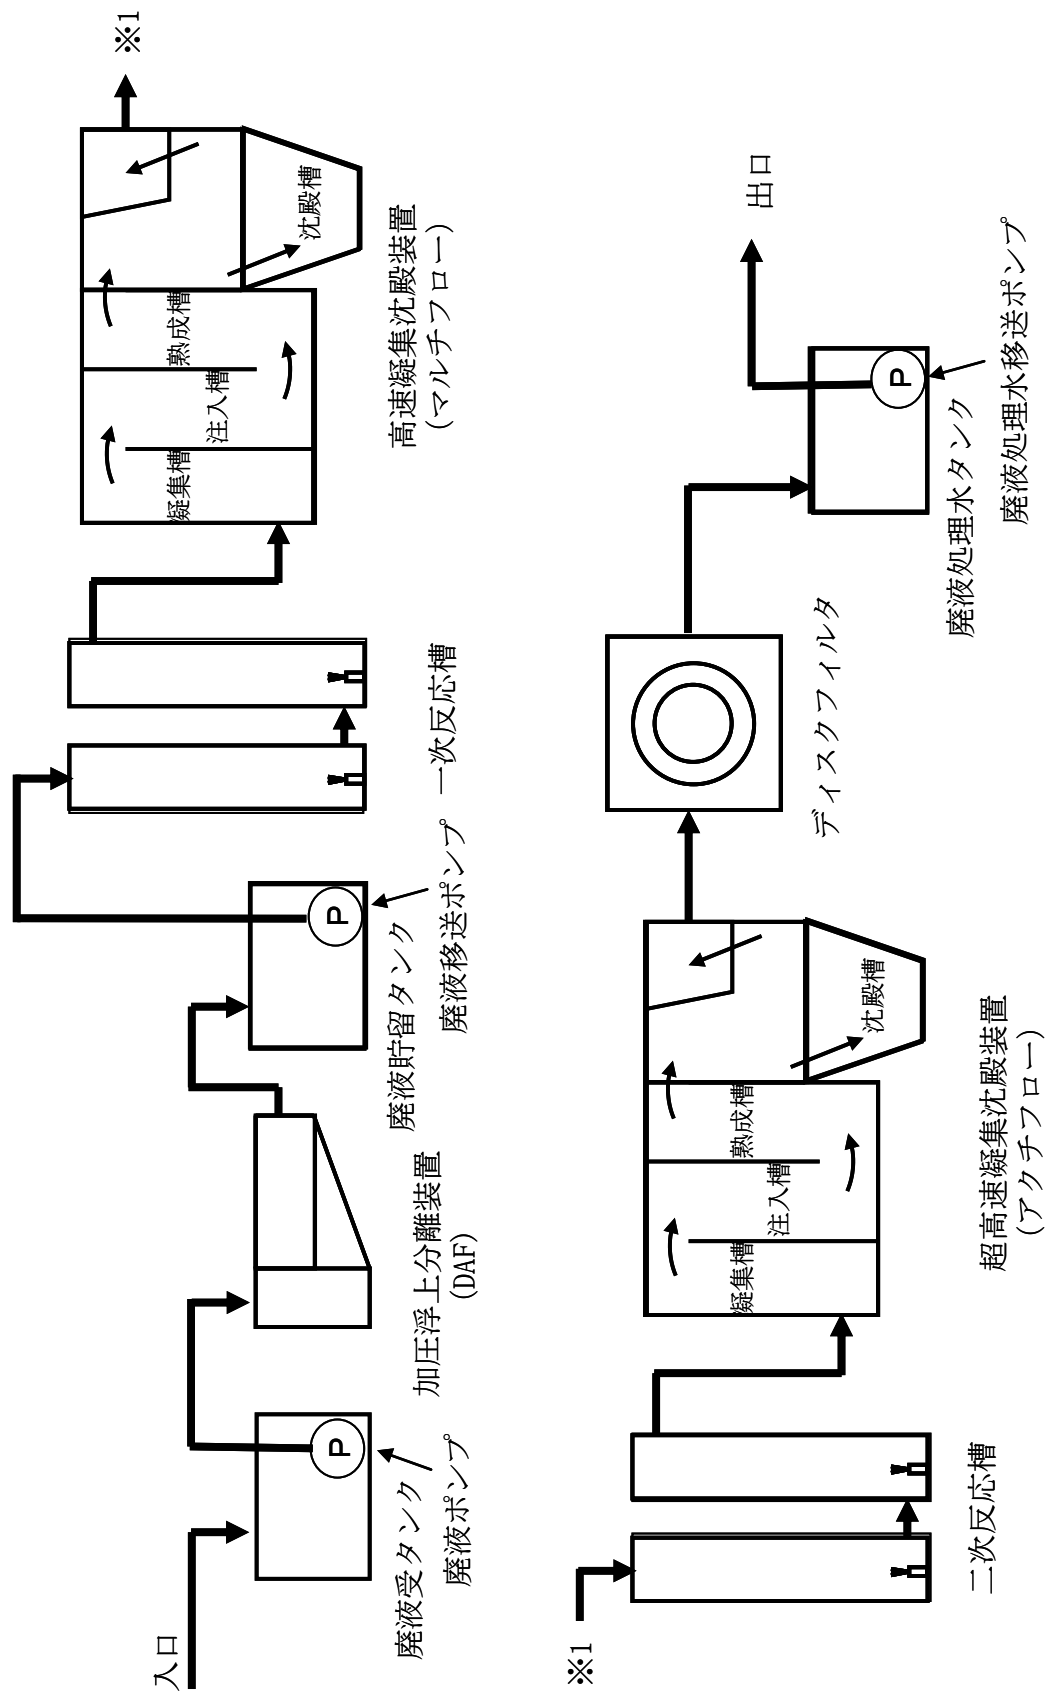 入口
P
廃液受タンク
廃液ポンプ
加圧浮上分離装置
(DAF)
P
廃液貯留タンク
廃液移送ポンプ
一次反応槽
凝集槽
注入槽
熟成槽
沈殿槽
高速凝集沈殿装置
(マルチフロー)
※1
※1
二次反応槽
凝集槽
注入槽
熟成槽
沈殿槽
超高速凝集沈殿装置
(アクチフロー)
ディスクフィルタ
P
廃液処理水タンク
廃液処理水移送ポンプ
出口